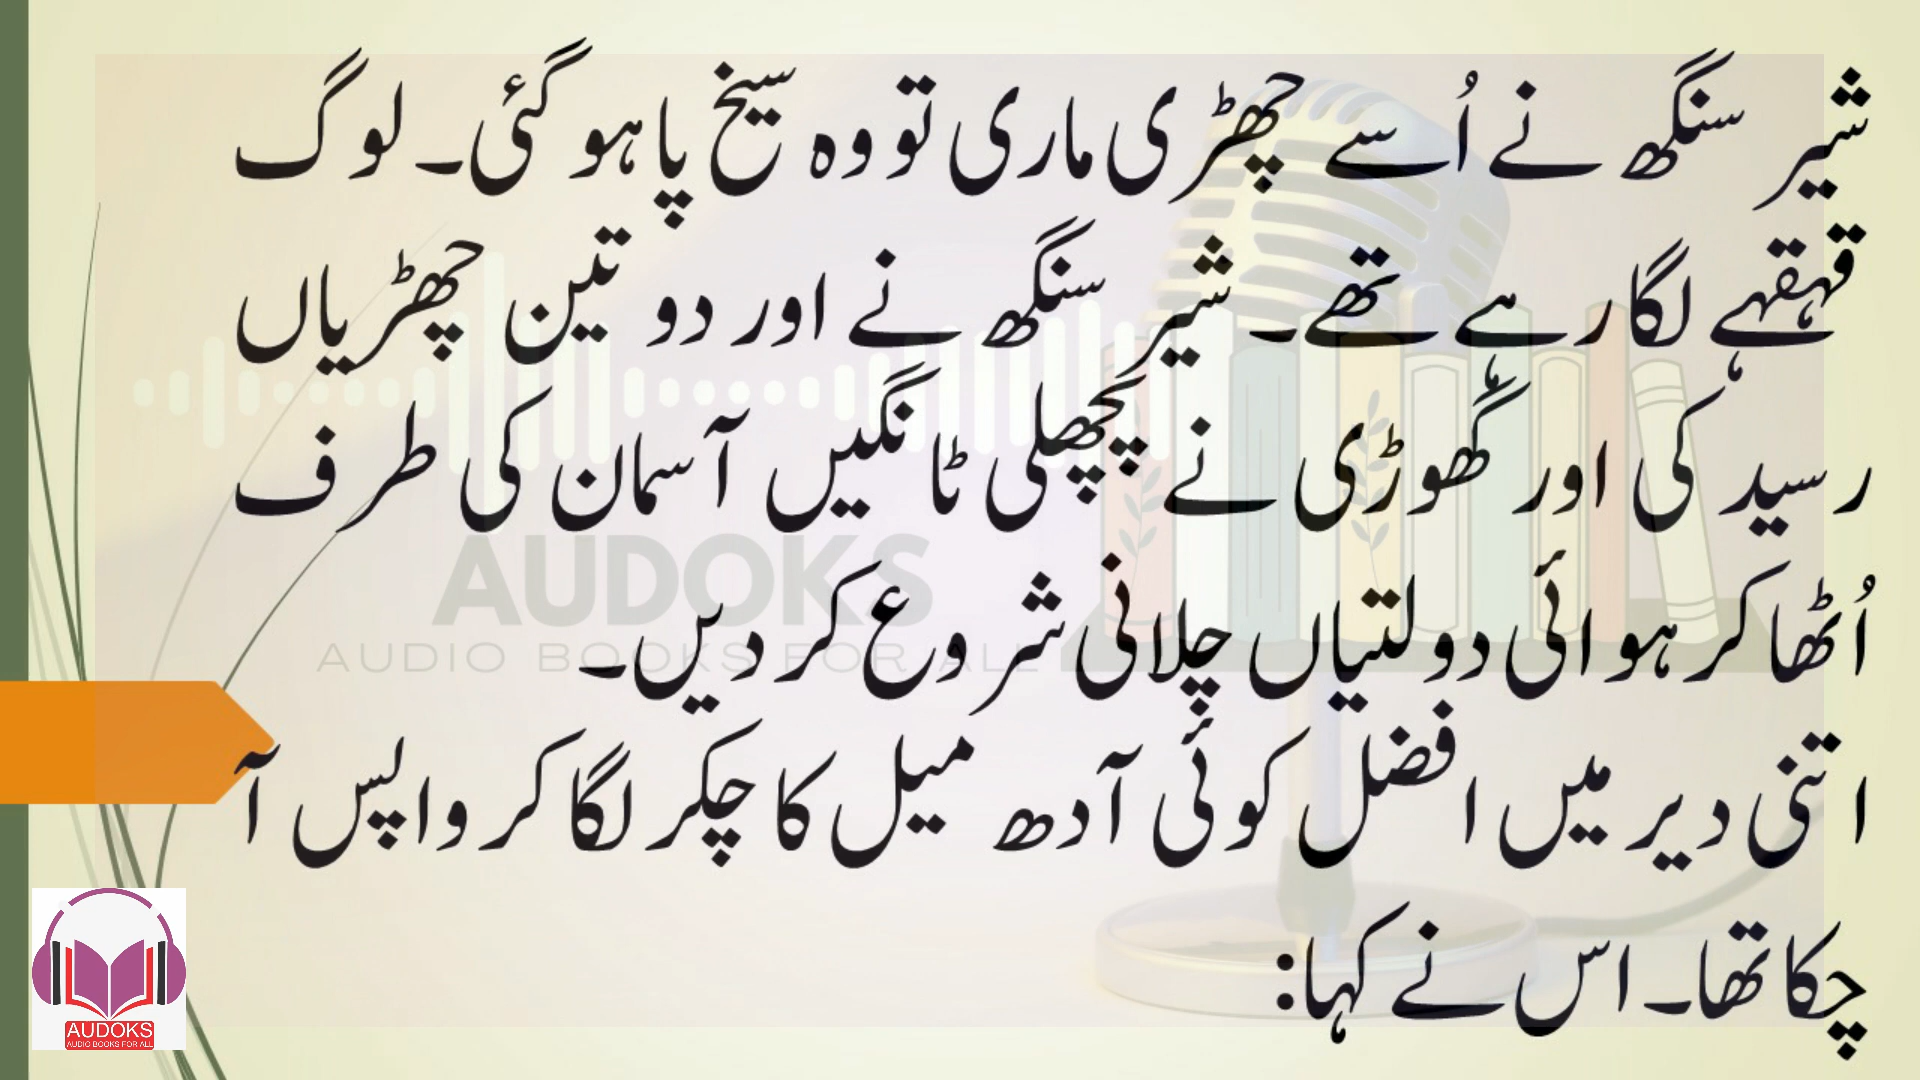 شیر سنگھ نے اُسے چھڑی ماری تو وہ سیخ پا ہو گئی۔ لوگ
قہقہے لگا رہے تھے۔ شیر سنگھ نے اور دو تین چھڑیاں
رسید کی اور گھوڑی نے پچھلی ٹانگیں آسمان کی طرف
اُٹھا کر ہوائی دولتیاں چلانی شروع کر دیں۔
اتنی دیر میں افضل کوئی آدھ میل کا چکر لگا کر واپس آ
چکا تھا۔ اس نے کہا:
AUDOKS
AUDIO BOOKS FOR ALL
AUDOKS
AUDIO BOOKS FOR ALL